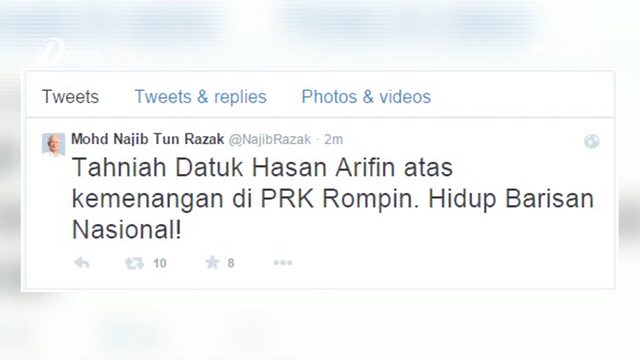 Tweets
Tweets & replies
Photos & videos
Mohd Najib Tun Razak @NajibRazak · 2m
Tahniah Datuk Hasan Arifin atas
kemenangan di PRK Rompin. Hidup Barisan
Nasional!
10
8